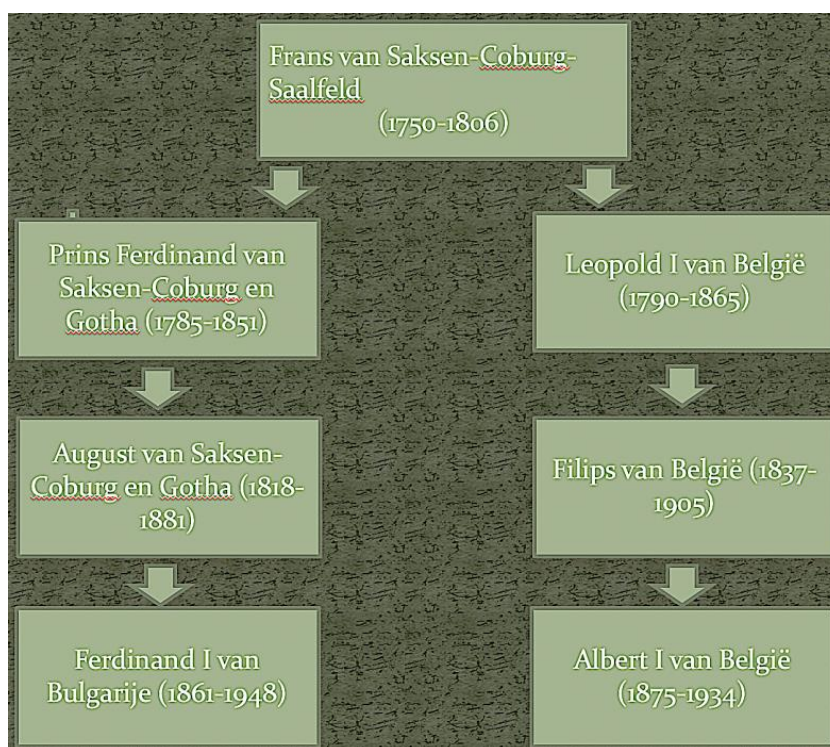 Frans van Saksen-Coburg-
Saalfeld
(1750-1806)
Prins Ferdinand van
Saksen-Coburg en
Gotha (1785-1851)
Leopold I van België
(1790-1865)
August van Saksen-
Coburg en Gotha (1818-
1881)
Filips van België (1837-
1905)
Ferdinand I van
Bulgarije (1861-1948)
Albert I van België
(1875-1934)